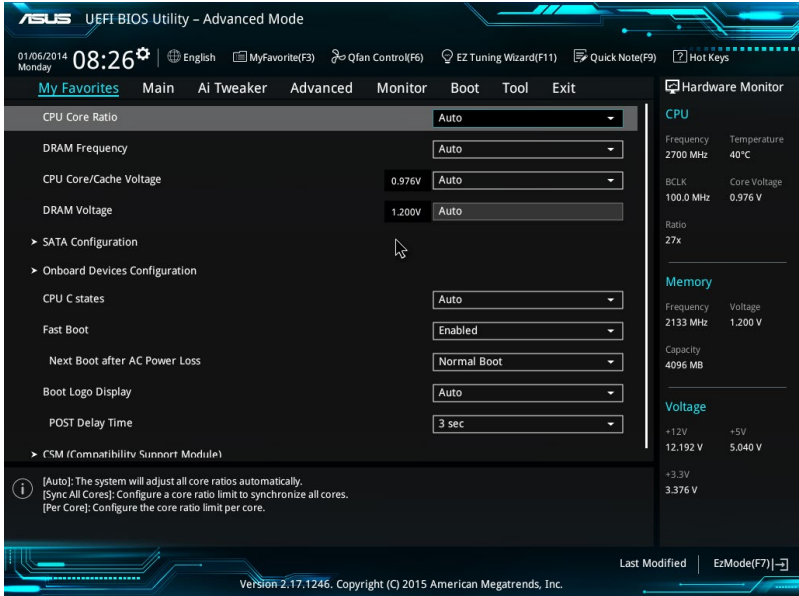 ASUS UEFI BIOS Utility – Advanced Mode
01/06/2014
Monday
08:26
English
MyFavorite(F3)
Qfan Control(F6)
EZ Tuning Wizard(F11)
Quick Note(F9)
? Hot Keys
My Favorites Main Ai Tweaker Advanced Monitor Boot Tool Exit
CPU Core Ratio Auto
DRAM Frequency Auto
CPU Core/Cache Voltage 0.976V Auto
DRAM Voltage 1.200V Auto
> SATA Configuration
> Onboard Devices Configuration
CPU C states Auto
Fast Boot Enabled
Next Boot after AC Power Loss Normal Boot
Boot Logo Display Auto
POST Delay Time 3 sec
> CSM (Compatibility Support Module)
[Auto]: The system will adjust all core ratios automatically.
[Sync All Cores]: Configure a core ratio limit to synchronize all cores.
[Per Core]: Configure the core ratio limit per core.
Hardware Monitor
CPU
Frequency Temperature
2700 MHz 40°C
BCLK Core Voltage
100.0 MHz 0.976 V
Ratio
27x
Memory
Frequency Voltage
2133 MHz 1.200 V
Capacity
4096 MB
Voltage
+12V +5V
12.192 V 5.040 V
+3.3V
3.376 V
Last Modified EzMode(F7)
Version 2.17.1246. Copyright (C) 2015 American Megatrends, Inc.